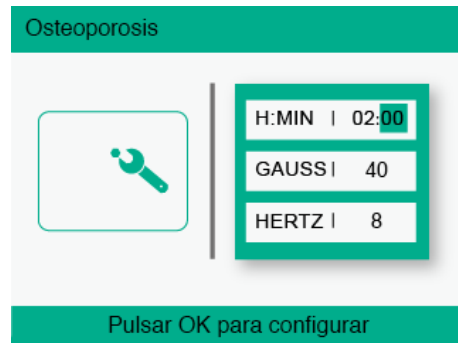 Osteoporosis
H:MIN | 02:00
GAUSS | 40
HERTZ | 8
Pulsar OK para configurar